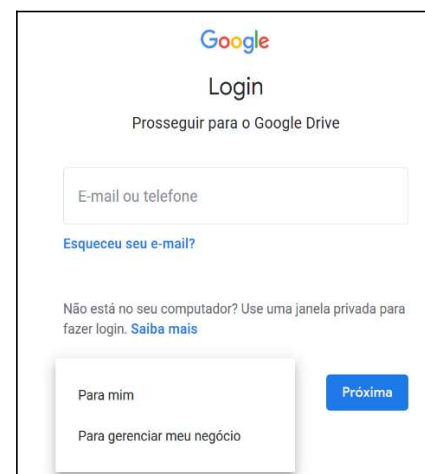 Google
Login
Prosseguir para o Google Drive
E-mail ou telefone
Esqueceu seu e-mail?
Não está no seu computador? Use uma janela privada para
fazer login. Saiba mais
Para mim
Próxima
Para gerenciar meu negócio